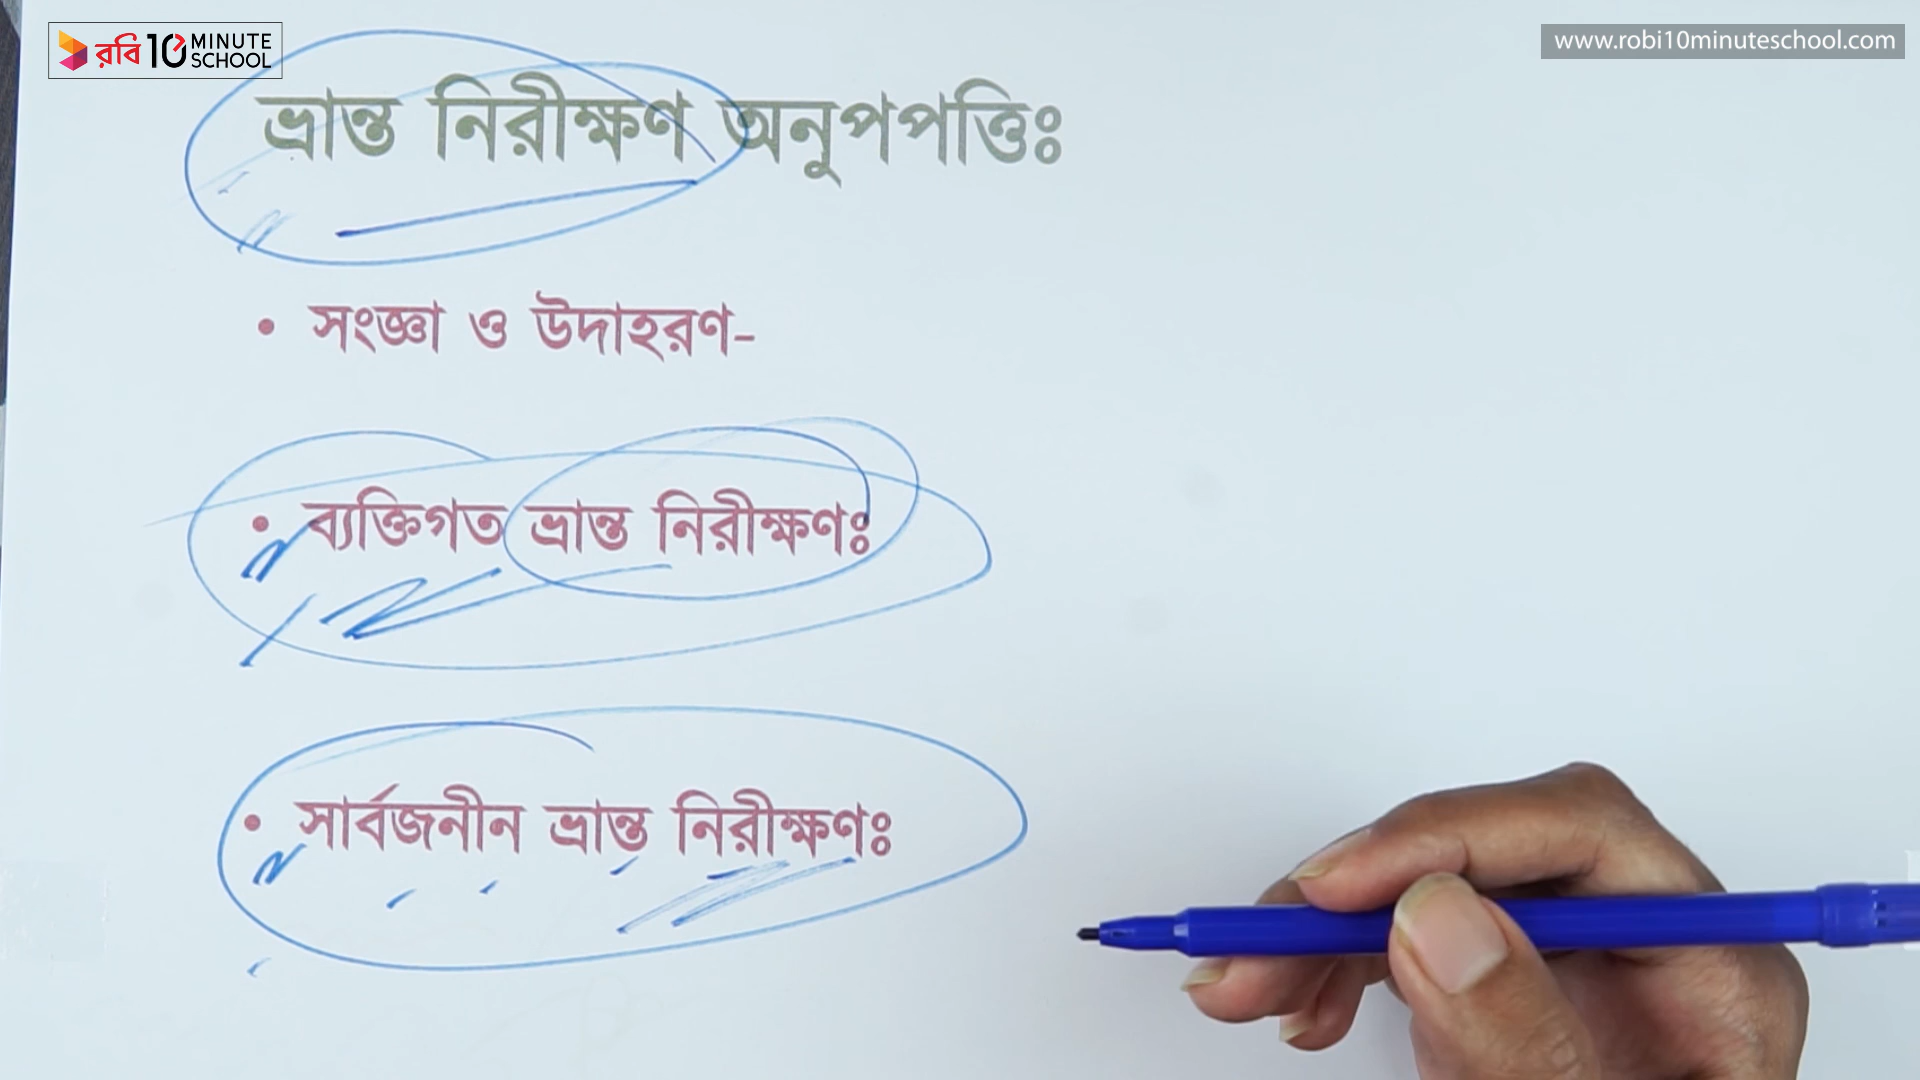 রবি 10 MINUTE SCHOOL
www.robi10minuteschool.com
ভ্রান্ত নিরীক্ষণ অনুপপত্তিঃ
• সংজ্ঞা ও উদাহরণ-
• ব্যক্তিগত ভ্রান্ত নিরীক্ষণঃ
• সার্বজনীন ভ্রান্ত নিরীক্ষণঃ